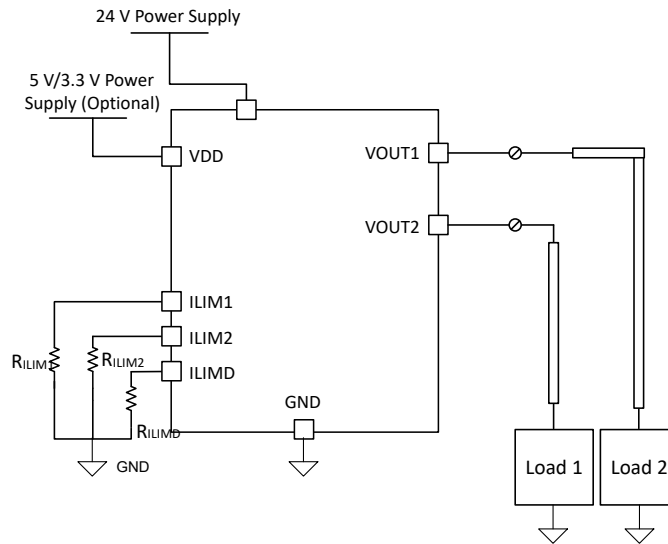 24 V Power Supply
5 V/3.3 V Power
Supply (Optional)
VDD
VOUT1
VOUT2
ILIM1
ILIM2
ILIMD
RILIM1
RILIM2
RILIMD
GND
GND
Load 1
Load 2